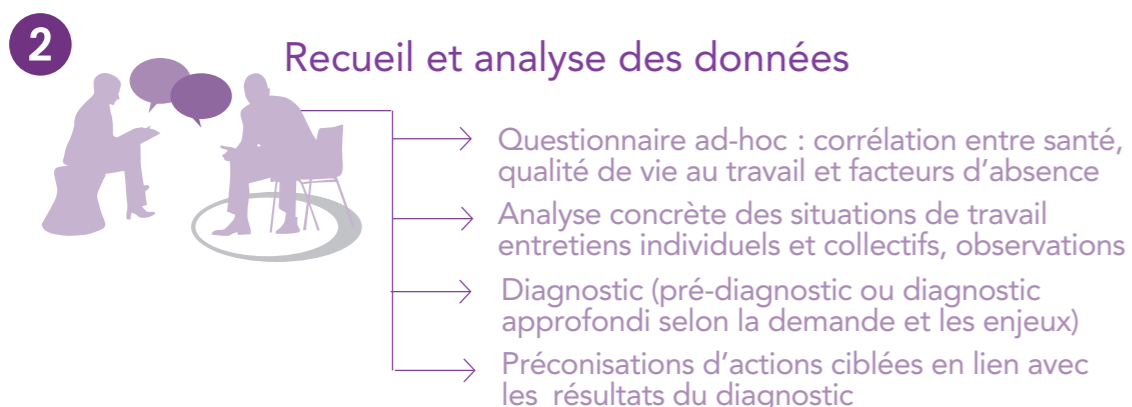 2
Recueil et analyse des données
Questionnaire ad-hoc : corrélation entre santé,
qualité de vie au travail et facteurs d'absence
Analyse concrète des situations de travail
entretiens individuels et collectifs, observations
Diagnostic (pré-diagnostic ou diagnostic
approfondi selon la demande et les enjeux)
Préconisations d'actions ciblées en lien avec
les résultats du diagnostic